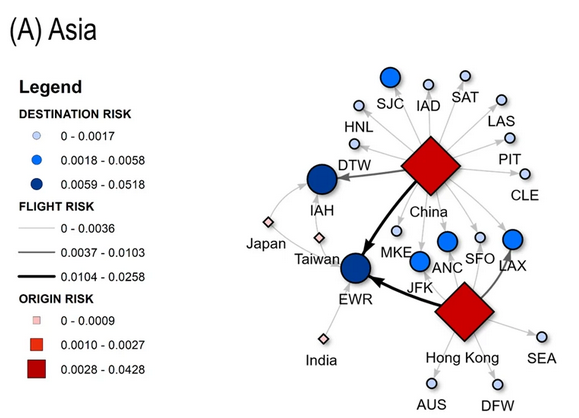 (A) Asia
Legend
DESTINATION RISK
0 - 0.0017
0.0018 - 0.0058
0.0059 - 0.0518
FLIGHT RISK
0 - 0.0036
0.0037 - 0.0103
0.0104 - 0.0258
ORIGIN RISK
0 - 0.0009
0.0010 - 0.0027
0.0028 - 0.0428
SJC
IAD
SAT
LAS
HNL
PIT
DTW
CLE
IAH
China
Japan
Taiwan
MKE
ANC
SFO
LAX
JFK
EWR
India
Hong Kong
SEA
AUS
DFW